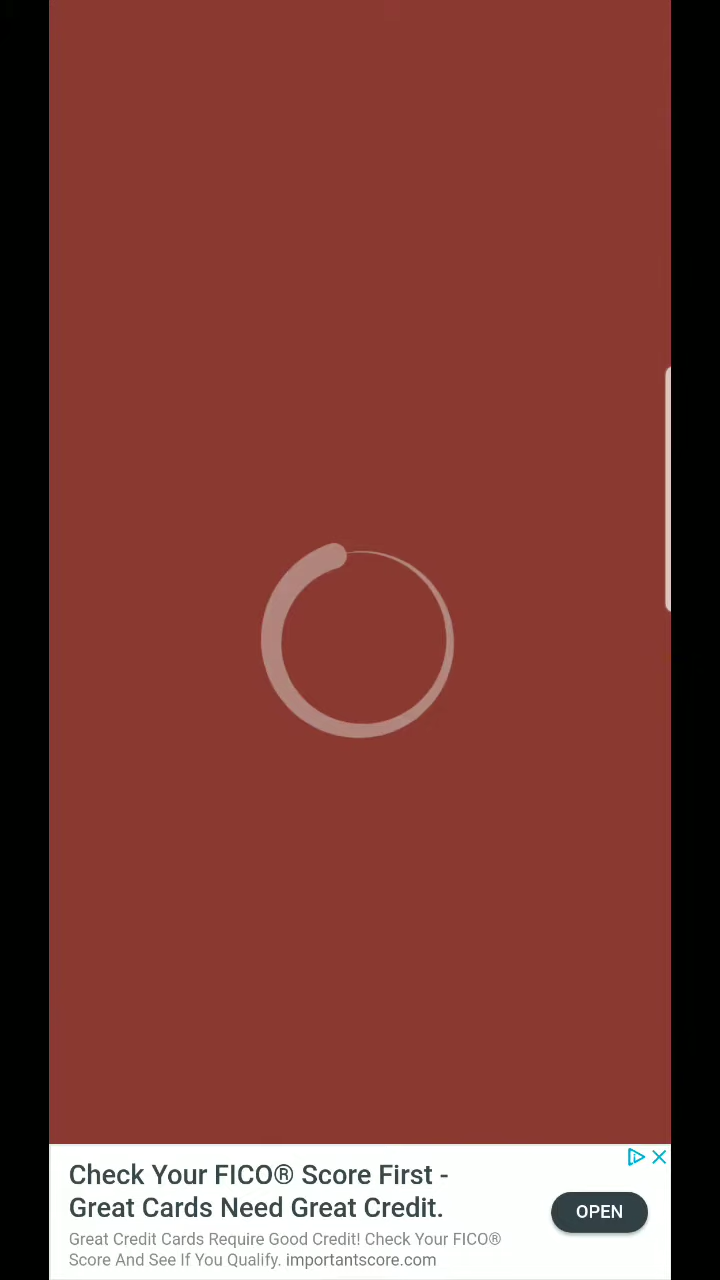 Check Your FICO® Score First -
Great Cards Need Great Credit.
OPEN
Great Credit Cards Require Good Credit! Check Your FICO®
Score And See If You Qualify. importantscore.com